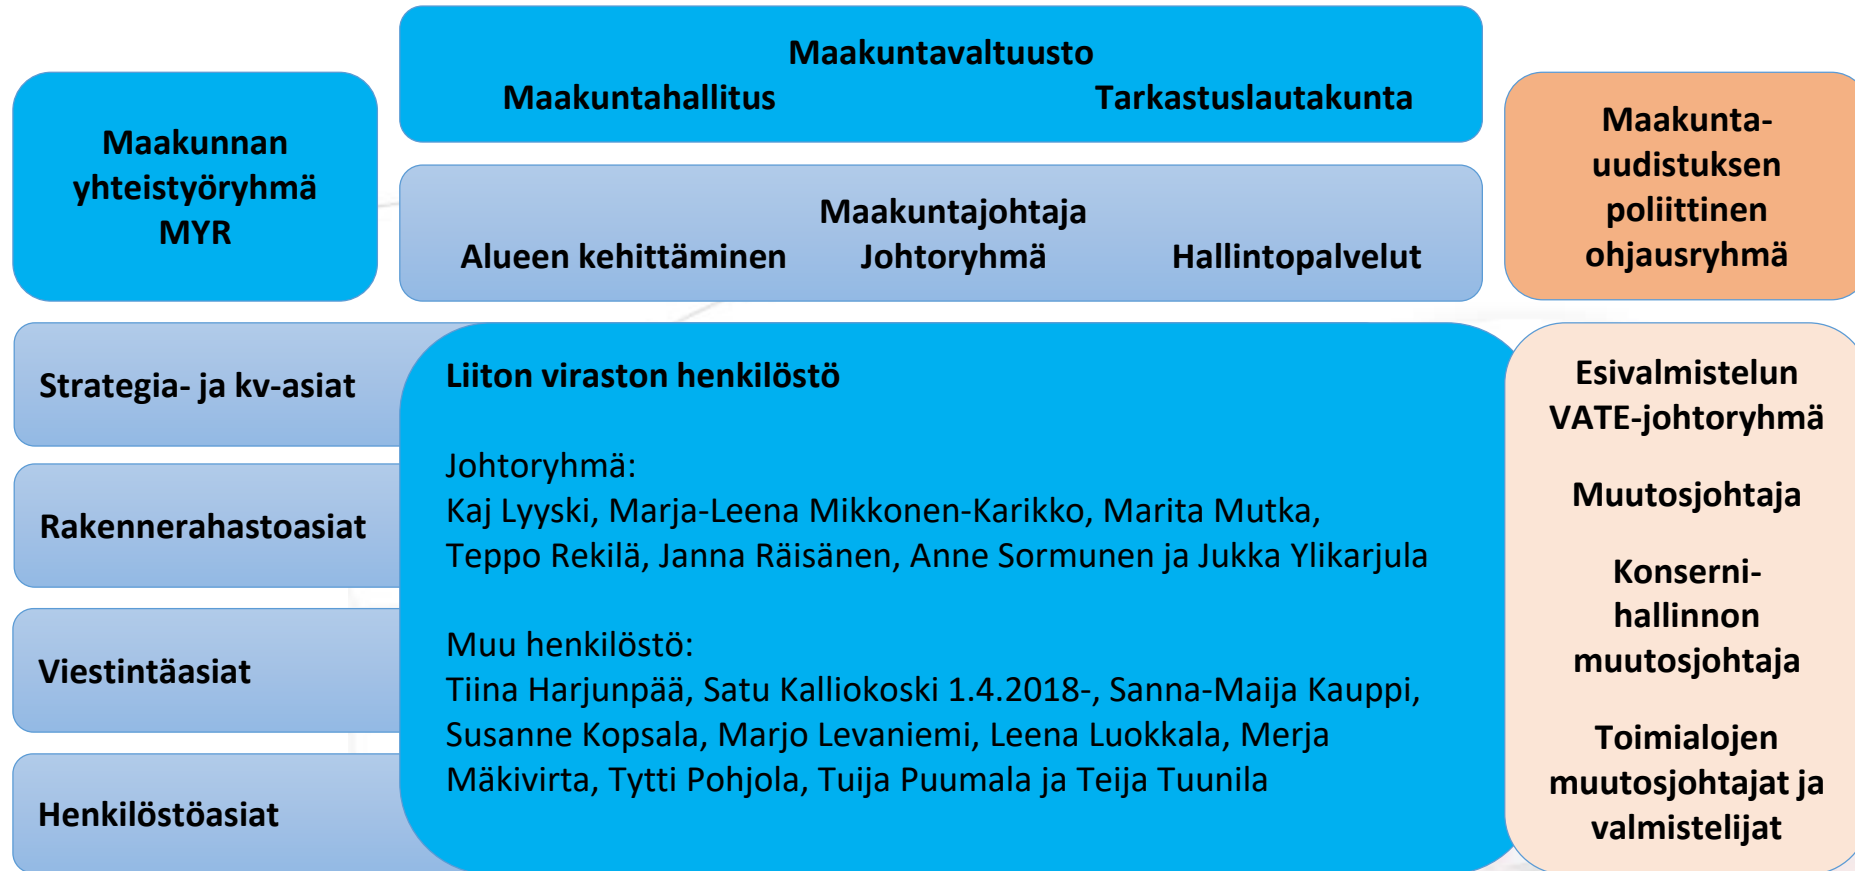 Maakuntavaltuusto
Maakuntahallitus Tarkastuslautakunta
Maakunnan
yhteistyöryhmä
MYR
Maakuntajohtaja
Alueen kehittäminen Johtoryhmä Hallintopalvelut
Maakunta-
uudistuksen
poliittinen
ohjausryhmä
Strategia- ja kv-asiat
Rakennerahastoasiat
Viestintäasiat
Henkilöstöasiat
Liiton viraston henkilöstö
Johtoryhmä:
Kaj Lyyski, Marja-Leena Mikkonen-Karikko, Marita Mutka,
Teppo Rekilä, Janna Räisänen, Anne Sormunen ja Jukka Ylikarjula
Muu henkilöstö:
Tiina Harjunpää, Satu Kalliokoski 1.4.2018-, Sanna-Maija Kauppi,
Susanne Kopsala, Marjo Levaniemi, Leena Luokkala, Merja
Mäkivirta, Tytti Pohjola, Tuija Puumala ja Teija Tuunila
Esivalmistelun
VATE-johtoryhmä
Muutosjohtaja
Konserni-
hallinnon
muutosjohtaja
Toimialojen
muutosjohtajat ja
valmistelijat